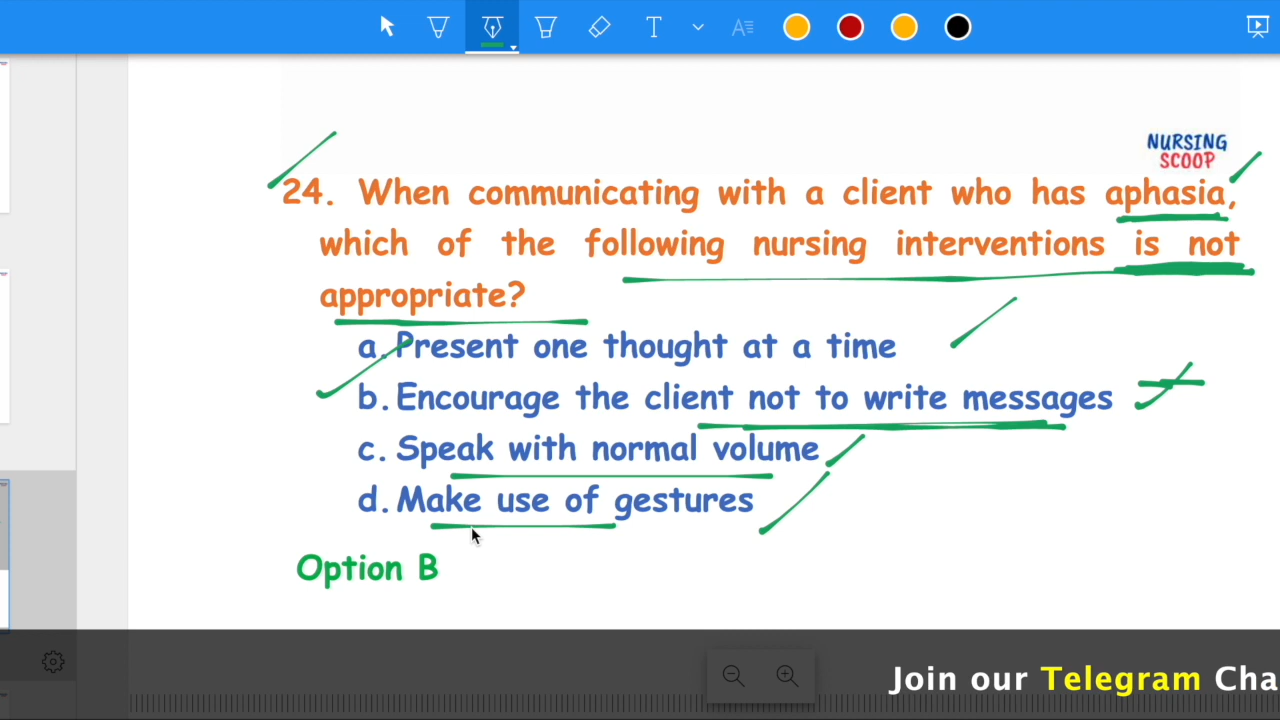 T
A
NURSING
SCOOP
24. When communicating with a client who has aphasia,
which of the following nursing interventions is not
appropriate?
a. Present one thought at a time
b. Encourage the client not to write messages
c. Speak with normal volume
d. Make use of gestures
Option B
Join our Telegram Cha